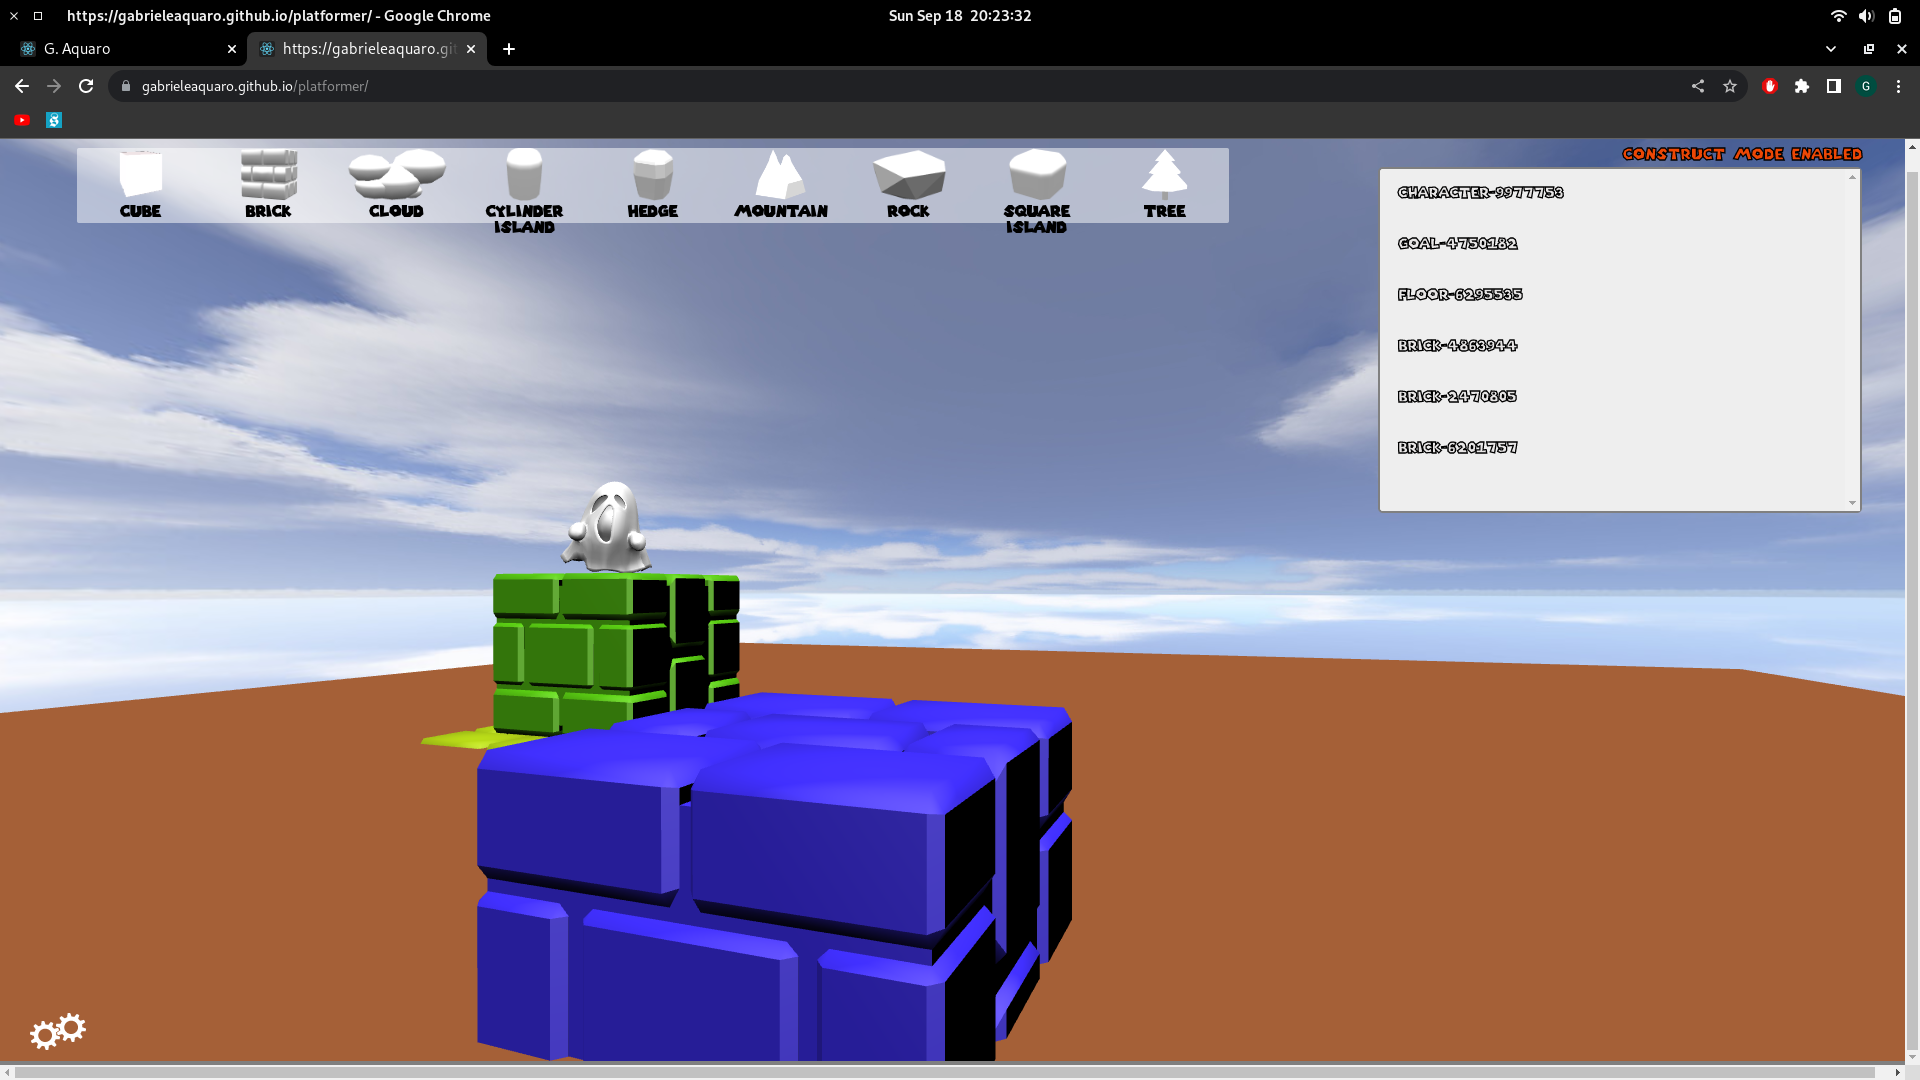 https://gabrieleaquaro.github.io/platformer/ - Google Chrome
Sun Sep 18 20:23:32
G. Aquaro
https://gabrieleaquaro.git
gabrieleaquaro.github.io/platformer/
G
CONSTRUCT MODE ENABLED
CUBE
BRICK
CLOUD
CYLINDER
ISLAND
HEDGE
MOUNTAIN
ROCK
SQUARE
ISLAND
TREE
CHARACTER-9977753
GOAL-4750182
FLOOR-6295535
BRICK-4863944
BRICK-2470805
BRICK-6201757